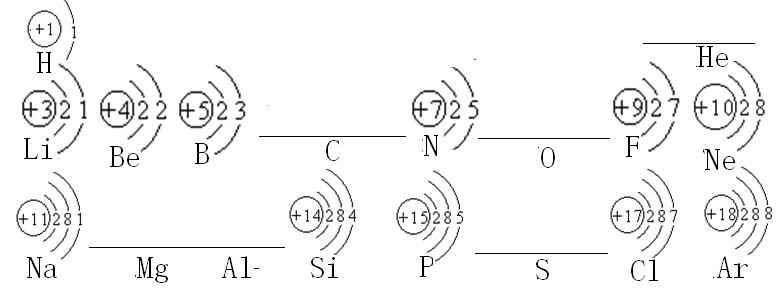 +1 1
H
He
+3 2 1 +4 2 2 +5 2 3 +7 2 5 +9 2 7 +10 2 8
Li Be B C N O F Ne
+11 2 8 1 +14 2 8 4 +15 2 8 5 +17 2 8 7 +18 2 8 8
Na Mg Al- Si P S Cl Ar